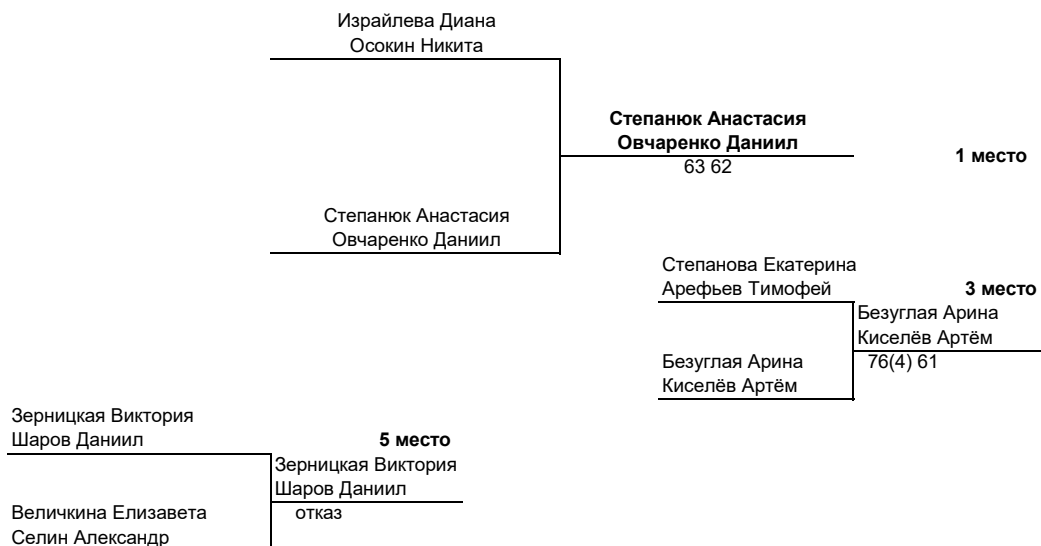 Израйлева Диана
Осокин Никита
Степанюк Анастасия
Овчаренко Даниил
1 место
63 62
Степанюк Анастасия
Овчаренко Даниил
Степанова Екатерина
Арефьев Тимофей
3 место
Безуглая Арина
Киселёв Артём
Безуглая Арина
76(4) 61
Киселёв Артём
Зерницкая Виктория
Шаров Даниил
5 место
Зерницкая Виктория
Шаров Даниил
Величкина Елизавета
отказ
Селин Александр